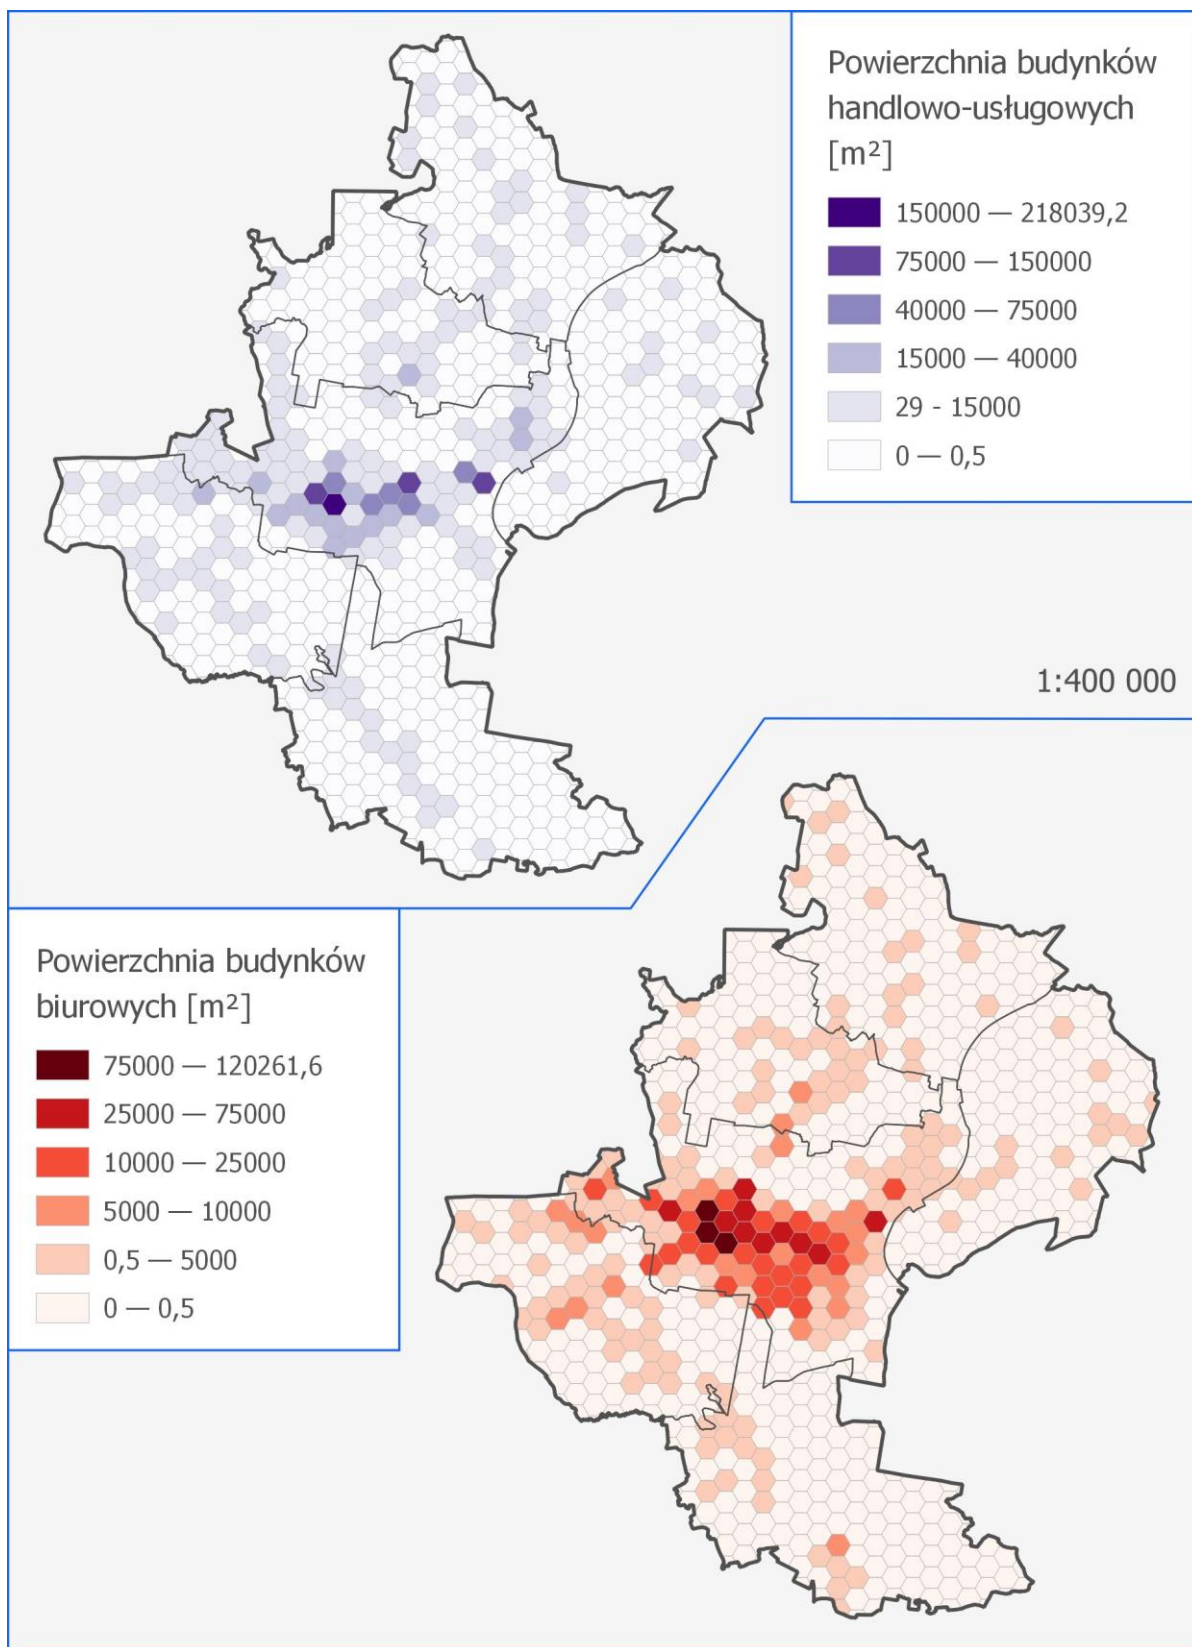 Powierzchnia budynków
handlowo-usługowych
[m²]
150000 — 218039,2
75000 — 150000
40000 — 75000
15000 — 40000
29 - 15000
0 — 0,5
1:400 000
Powierzchnia budynków
biurowych [m²]
75000 — 120261,6
25000 — 75000
10000 — 25000
5000 — 10000
0,5 — 5000
0 — 0,5